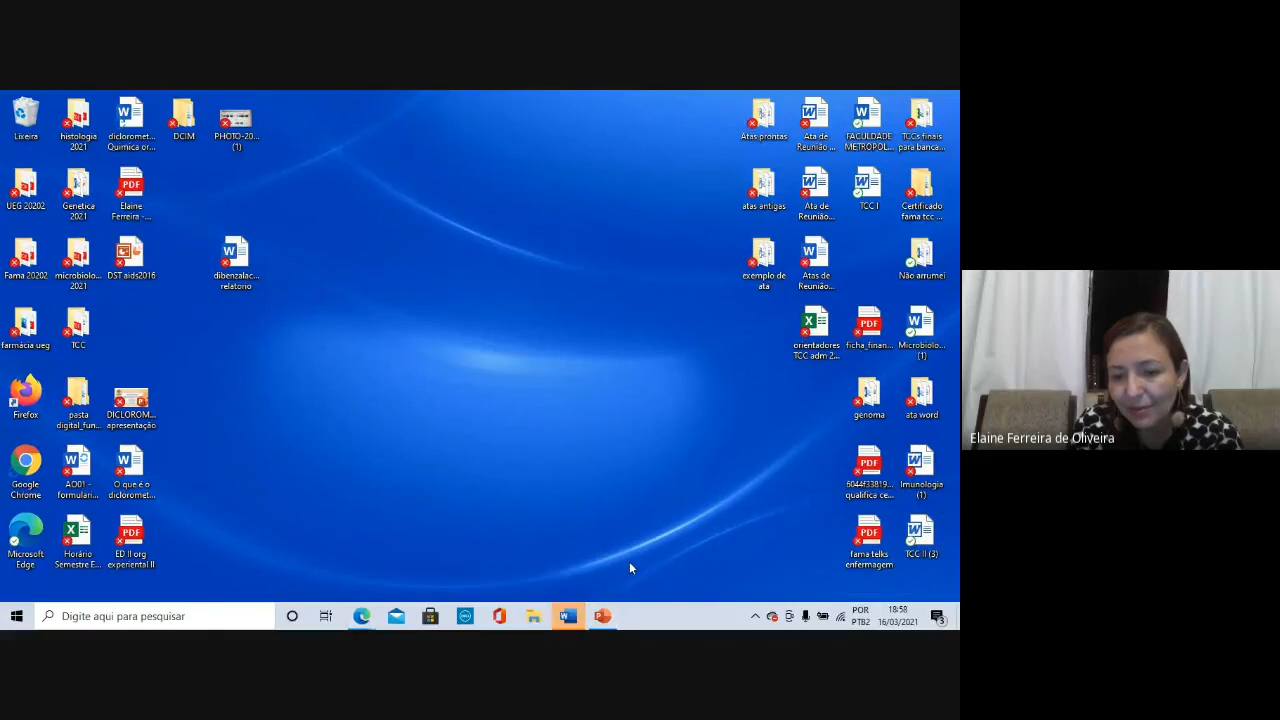 Lixeira
histologia
2021
dicloromet...
Quimica or...
DCIM
PHOTO-20...
(1)
Atas prontas
Ata de
Reunião ...
FACULDADE
METROPOL...
TCCs finais
para banca...
UEG 20202
Genetica
2021
Elaine
Ferreira -...
atas antigas
Ata de
Reunião...
TCC I
Certificado
fama tcc ...
Fama 20202
microbiolo...
2021
DST aids2016
dibenzalac...
relatorio
exemplo de
ata
Atas de
Reunião...
Não arrumei
farmácia ueg
TCC
orientadores
TCC adm 2...
ficha_finan...
Microbiolo...
(1)
Firefox
pasta
digital_fun...
DICLOROM...
apresentação
genoma
ata word
Google
Chrome
AO01 -
formulari...
O que é o
dicloromet...
6044f33819...
qualifica ce...
Imunologia
(1)
Microsoft
Edge
Horário
Semestre E...
ED II org
experiental II
fama telks
enfermagem
TCC II (3)
Digite aqui para pesquisar
POR
PTB2
18:58
16/03/2021
3
Elaine Ferreira de Oliveira